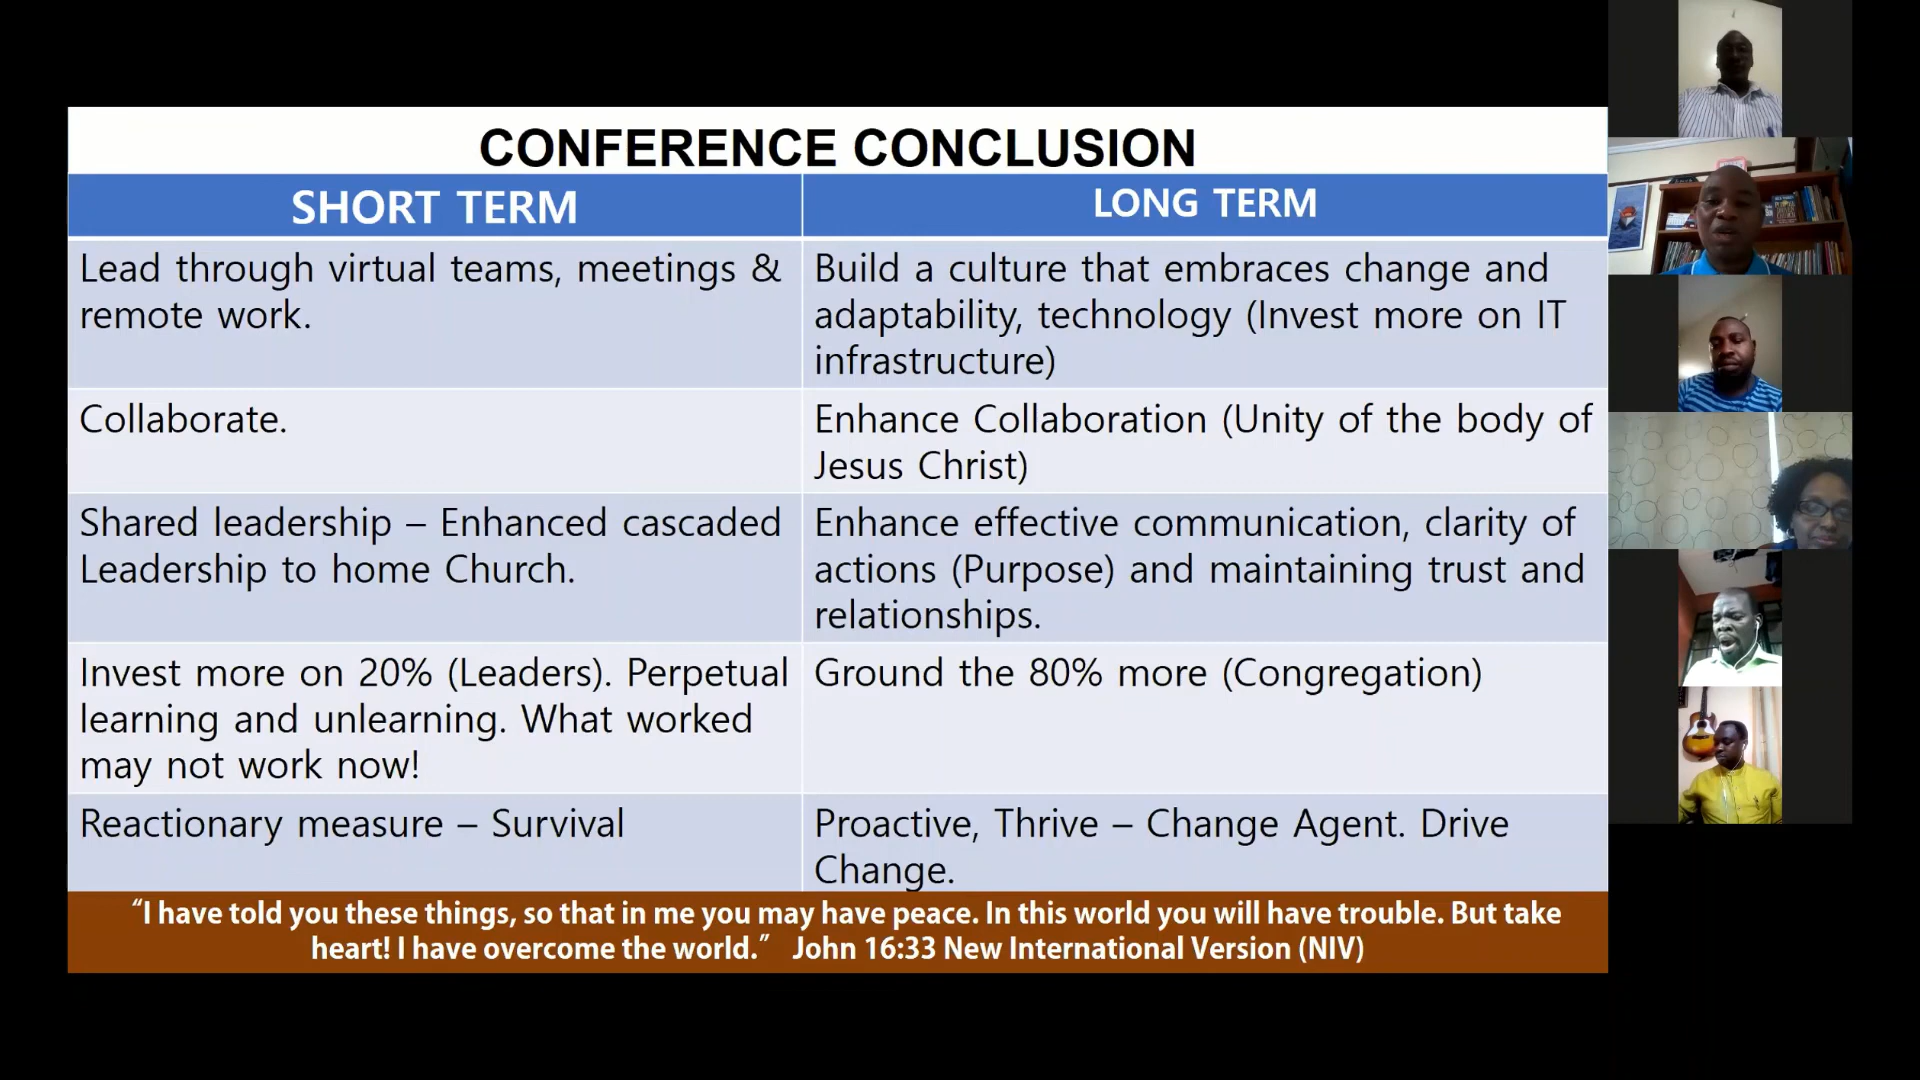 CONFERENCE CONCLUSION
SHORT TERM
LONG TERM
Lead through virtual teams, meetings &
remote work.
Build a culture that embraces change and
adaptability, technology (Invest more on IT
infrastructure)
Collaborate.
Enhance Collaboration (Unity of the body of
Jesus Christ)
Shared leadership – Enhanced cascaded
Leadership to home Church.
Enhance effective communication, clarity of
actions (Purpose) and maintaining trust and
relationships.
Invest more on 20% (Leaders). Perpetual
learning and unlearning. What worked
may not work now!
Ground the 80% more (Congregation)
Reactionary measure – Survival
Proactive, Thrive – Change Agent. Drive
Change.
“I have told you these things, so that in me you may have peace. In this world you will have trouble. But take
heart! I have overcome the world.” John 16:33 New International Version (NIV)